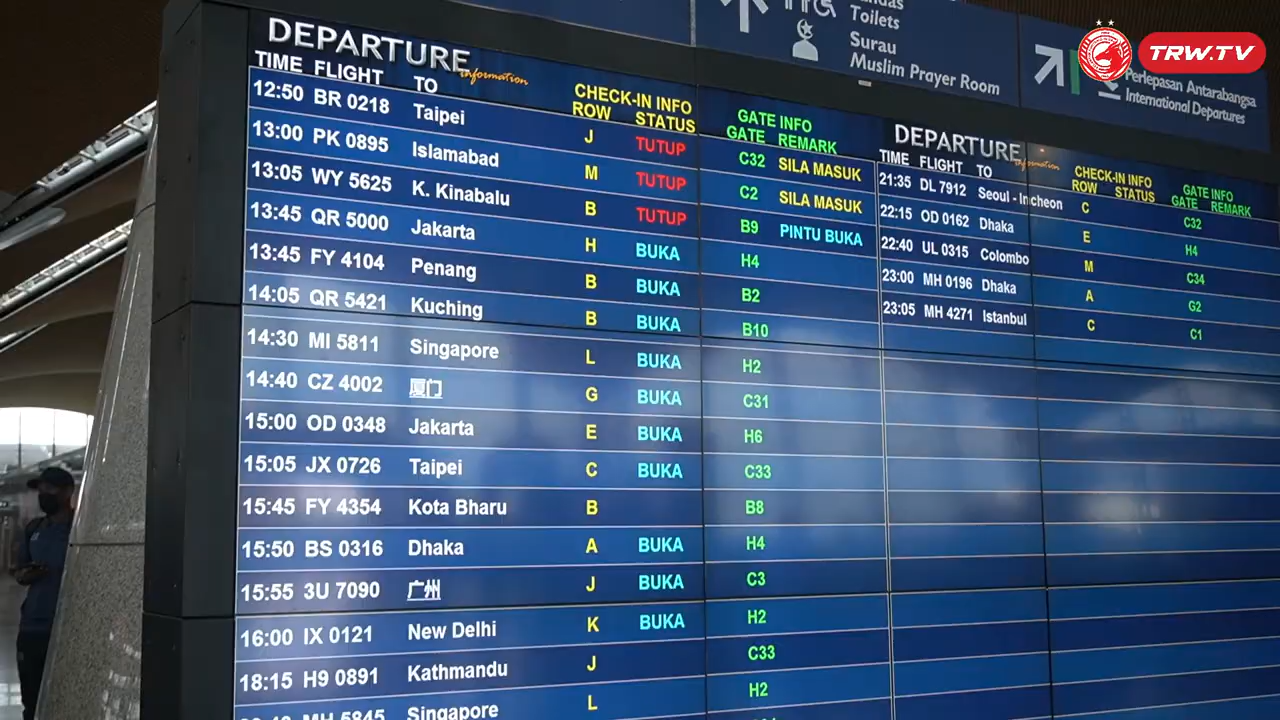 Toilets
Surau
Muslim Prayer Room
Perlepasan Antarabangsa
International Departures
TRW.TV
DEPARTURE information
TIME FLIGHT TO CHECK-IN INFO ROW STATUS GATE INFO GATE REMARK
12:50 BR 0218 Taipei J TUTUP C32 SILA MASUK
13:00 PK 0895 Islamabad M TUTUP C2 SILA MASUK
13:05 WY 5625 K. Kinabalu B TUTUP B9 PINTU BUKA
13:45 QR 5000 Jakarta H BUKA H4
13:45 FY 4104 Penang B BUKA B2
14:05 QR 5421 Kuching B BUKA B10
14:30 MI 5811 Singapore L BUKA H2
14:40 CZ 4002 厦门 G BUKA C31
15:00 OD 0348 Jakarta E BUKA H6
15:05 JX 0726 Taipei C BUKA C33
15:45 FY 4354 Kota Bharu B B8
15:50 BS 0316 Dhaka A BUKA H4
15:55 3U 7090 广州 J BUKA C3
16:00 IX 0121 New Delhi K BUKA H2
18:15 H9 0891 Kathmandu J C33
MH 5845 Singapore L H2
DEPARTURE information
TIME FLIGHT TO CHECK-IN INFO ROW STATUS GATE INFO GATE REMARK
21:35 DL 7912 Seoul - Incheon C C32
22:15 OD 0162 Dhaka E H4
22:40 UL 0315 Colombo M C34
23:00 MH 0196 Dhaka A G2
23:05 MH 4271 Istanbul C C1